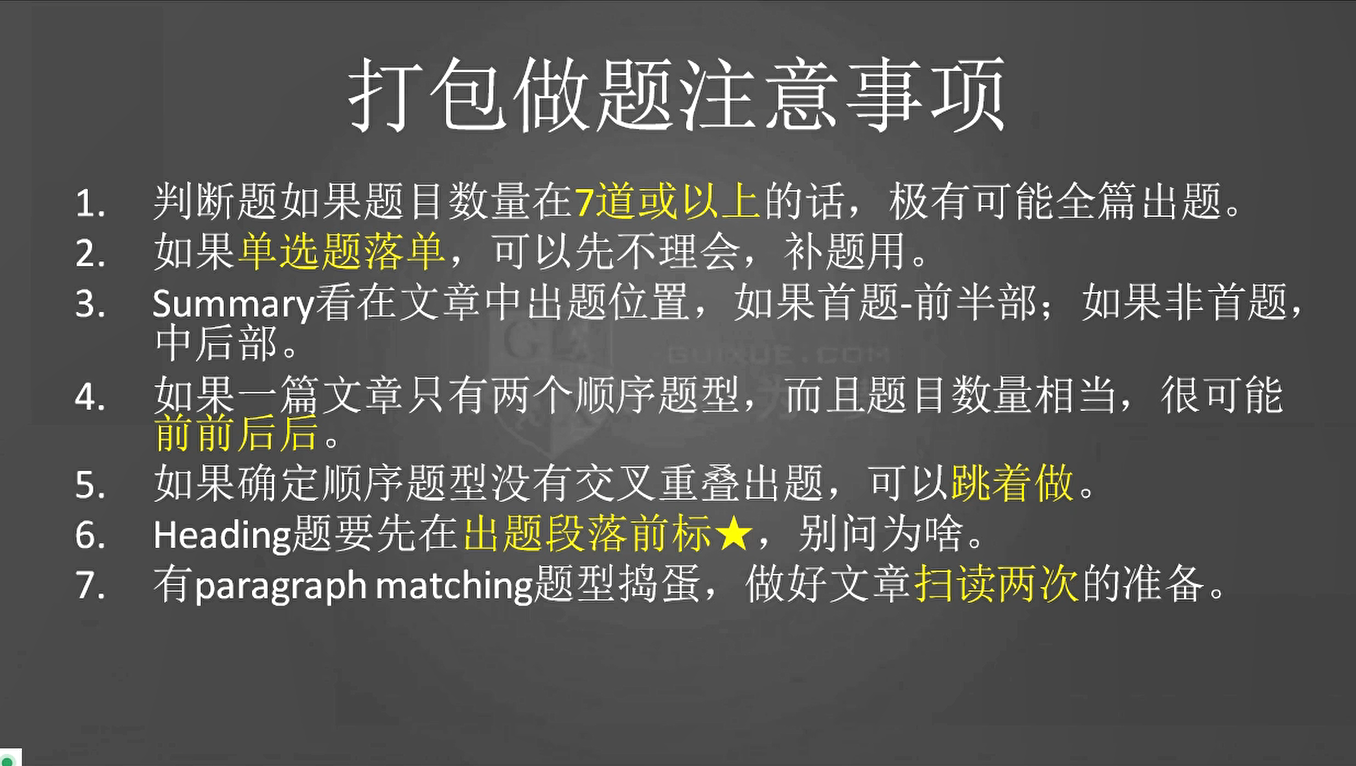 打包做题注意事项
1. 判断题如果题目数量在7道或以上的话，极有可能全篇出题。
2. 如果单选题落单，可以先不理会，补题用。
3. Summary看在文章中出题位置，如果首题-前半部；如果非首题，
中后部。
4. 如果一篇文章只有两个顺序题型，而且题目数量相当，很可能
前前后后。
5. 如果确定顺序题型没有交叉重叠出题，可以跳着做。
6. Heading题要先在出题段落前标★，别问为啥。
7. 有paragraph matching题型捣蛋，做好文章扫读两次的准备。
GUIXUE.COM